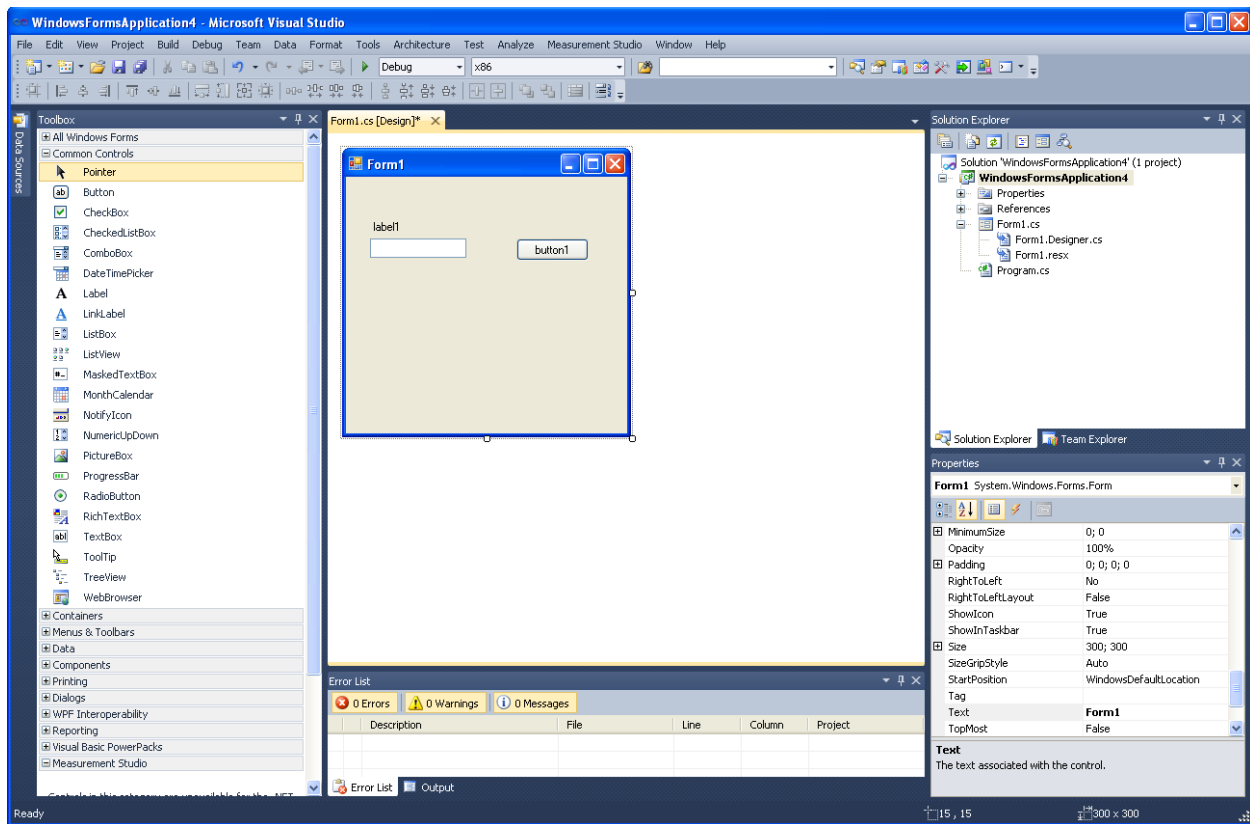 WindowsFormsApplication4 - Microsoft Visual Studio
File Edit View Project Build Debug Team Data Format Tools Architecture Test Analyze Measurement Studio Window Help
Debug x86
Data Sources
Toolbox
All Windows Forms
Common Controls
Pointer
Button
CheckBox
CheckedListBox
ComboBox
DateTimePicker
Label
LinkLabel
ListBox
ListView
MaskedTextBox
MonthCalendar
NotifyIcon
NumericUpDown
PictureBox
ProgressBar
RadioButton
RichTextBox
TextBox
ToolTip
TreeView
WebBrowser
Containers
Menus & Toolbars
Data
Components
Printing
Dialogs
WPF Interoperability
Reporting
Visual Basic PowerPacks
Measurement Studio
Form1.cs [Design]*
Form1
label1
button1
Error List
0 Errors 0 Warnings 0 Messages
Description File Line Column Project
Error List Output
Solution Explorer
Solution 'WindowsFormsApplication4' (1 project)
WindowsFormsApplication4
Properties
References
Form1.cs
Form1.Designer.cs
Form1.resx
Program.cs
Solution Explorer Team Explorer
Properties
Form1 System.Windows.Forms.Form
MinimumSize 0; 0
Opacity 100%
Padding 0; 0; 0; 0
RightToLeft No
RightToLeftLayout False
ShowIcon True
ShowInTaskbar True
Size 300; 300
SizeGripStyle Auto
StartPosition WindowsDefaultLocation
Tag
Text Form1
TopMost False
Text
The text associated with the control.
Ready 15 , 15 300 x 300